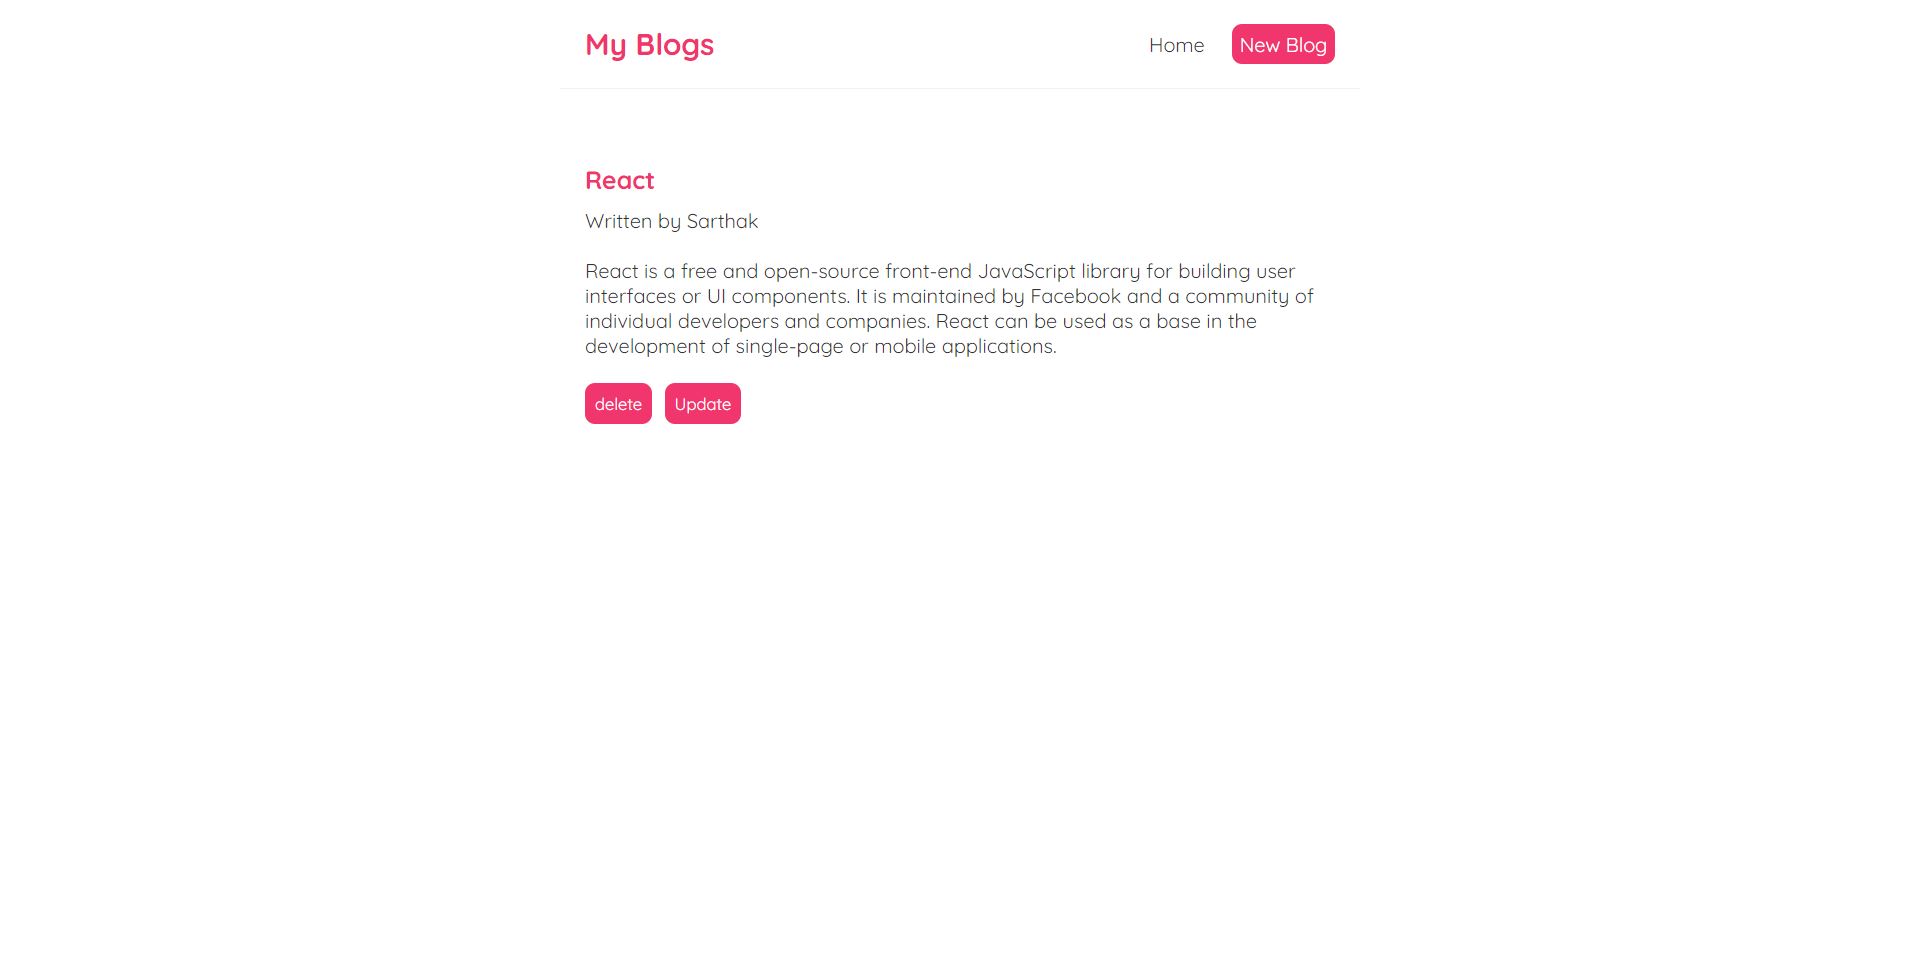 My Blogs
Home
New Blog
React
Written by Sarthak
React is a free and open-source front-end JavaScript library for building user
interfaces or UI components. It is maintained by Facebook and a community of
individual developers and companies. React can be used as a base in the
development of single-page or mobile applications.
delete
Update